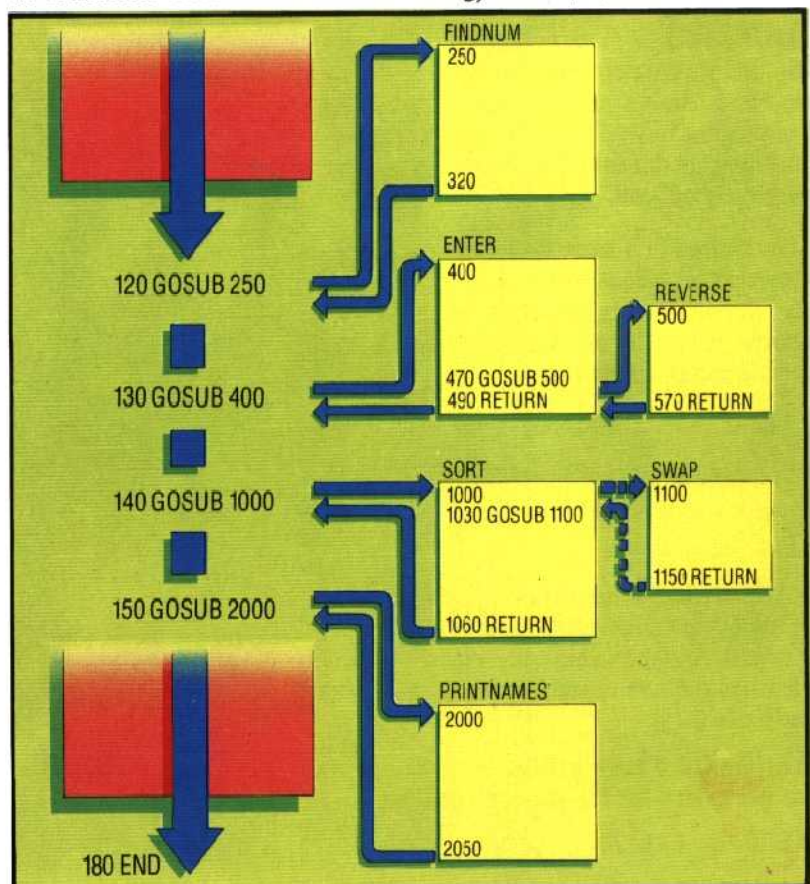 FINDNUM
250
320
120 GOSUB 250
ENTER
400
470 GOSUB 500
490 RETURN
130 GOSUB 400
REVERSE
500
570 RETURN
SORT
1000
1030 GOSUB 1100
1060 RETURN
140 GOSUB 1000
SWAP
1100
1150 RETURN
150 GOSUB 2000
PRINTNAMES
2000
2050
180 END